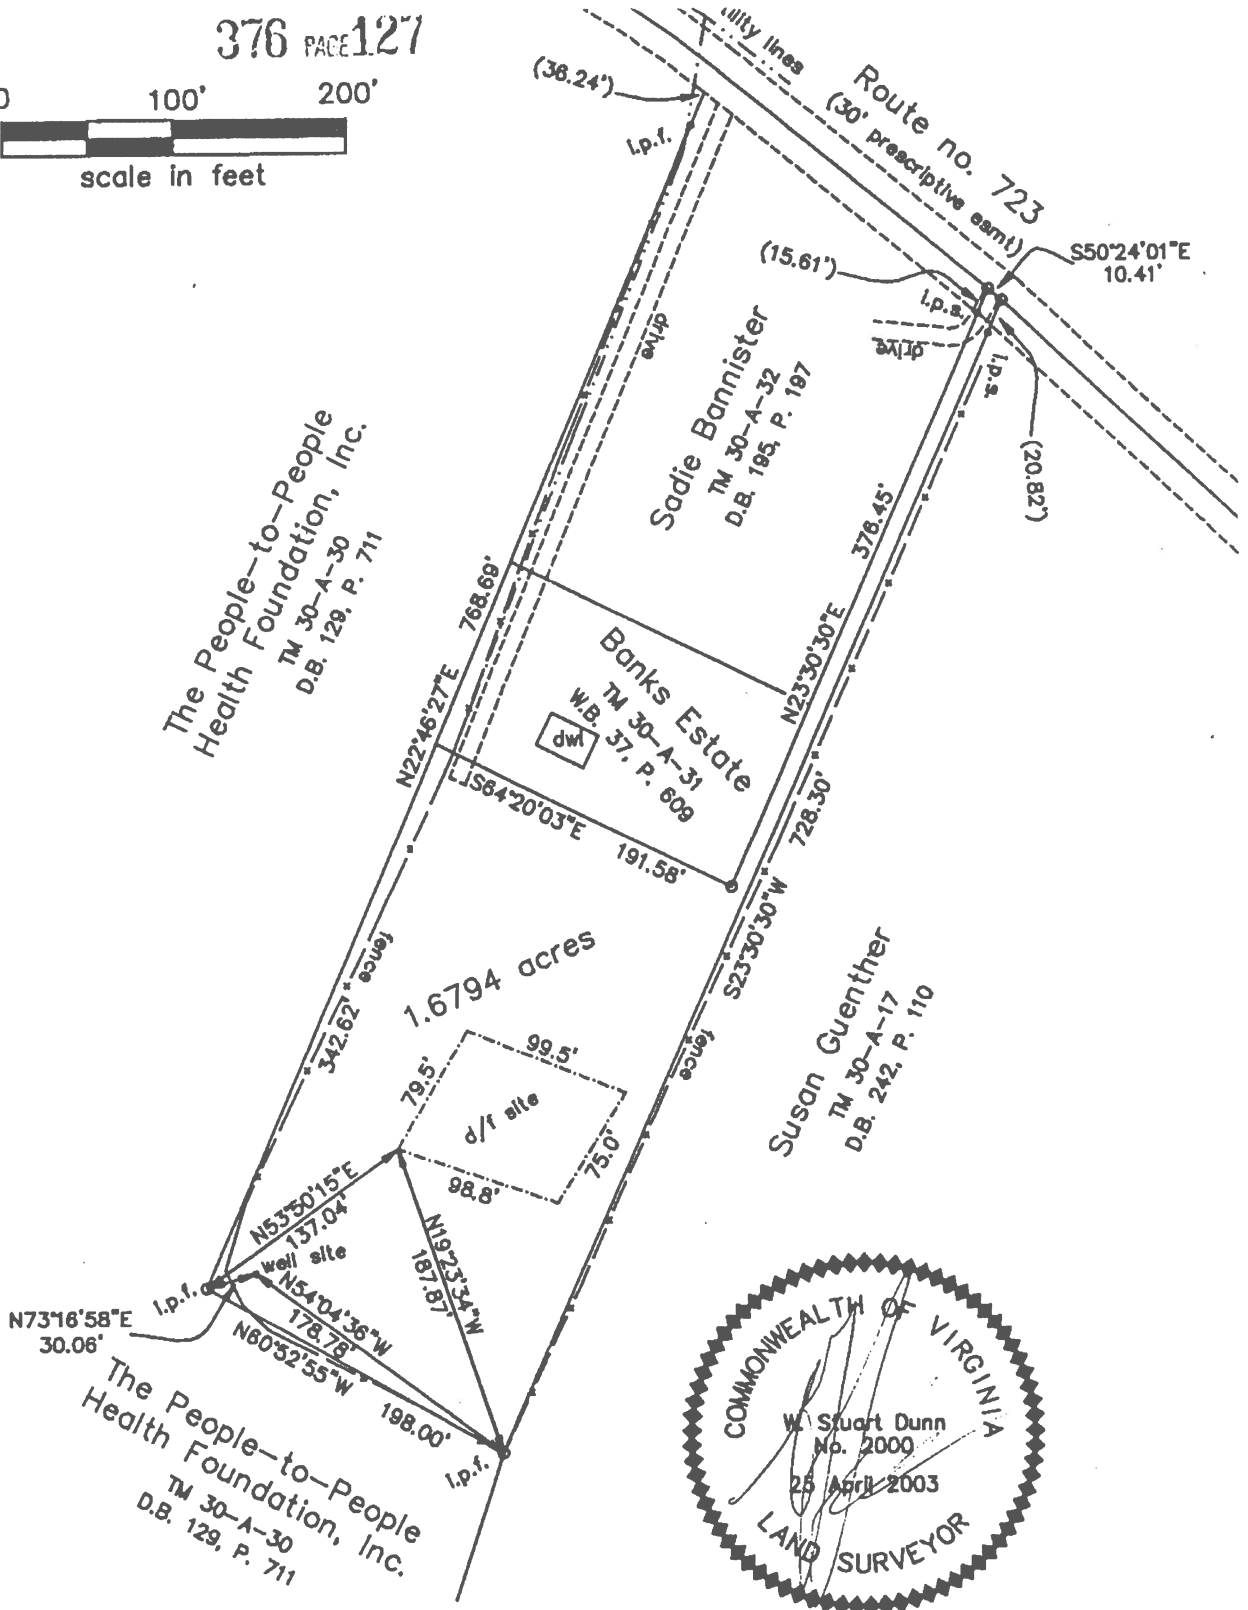 376 PAGE 127
0 100' 200'
scale in feet
(36.24')
i.p.f.
lines
Route no. 723
(30' prescriptive esmt)
S50°24'01"E
10.41'
(15.61')
i.p.s.
drive
i.p.s.
(20.82')
drive
Sadie Bannister
TM 30-A-32
D.B. 195, P. 197
The People-to-People
Health Foundation, Inc.
TM 30-A-30
D.B. 129, P. 711
768.69'
N22°46'27"E
376.45'
N23°30'30"E
Banks Estate
TM 30-A-31
W.B. 37, P. 609
dwl
S64°20'03"E
191.58'
728.30'
S23°30'30"W
fence
342.62'
1.6794 acres
fence
Susan Guenther
TM 30-A-17
D.B. 242, P. 110
99.5'
79.5'
d/f site
75.0'
98.8'
N53°50'15"E
137.04'
well site
N19°23'34"W
187.87'
i.p.f.
N73°16'58"E
30.06'
N54°04'36"W
178.78'
N60°52'55"W
198.00'
i.p.f.
The People-to-People
Health Foundation, Inc.
TM 30-A-30
D.B. 129, P. 711
COMMONWEALTH OF VIRGINIA
W. Stuart Dunn
No. 2000
25 April 2003
LAND SURVEYOR